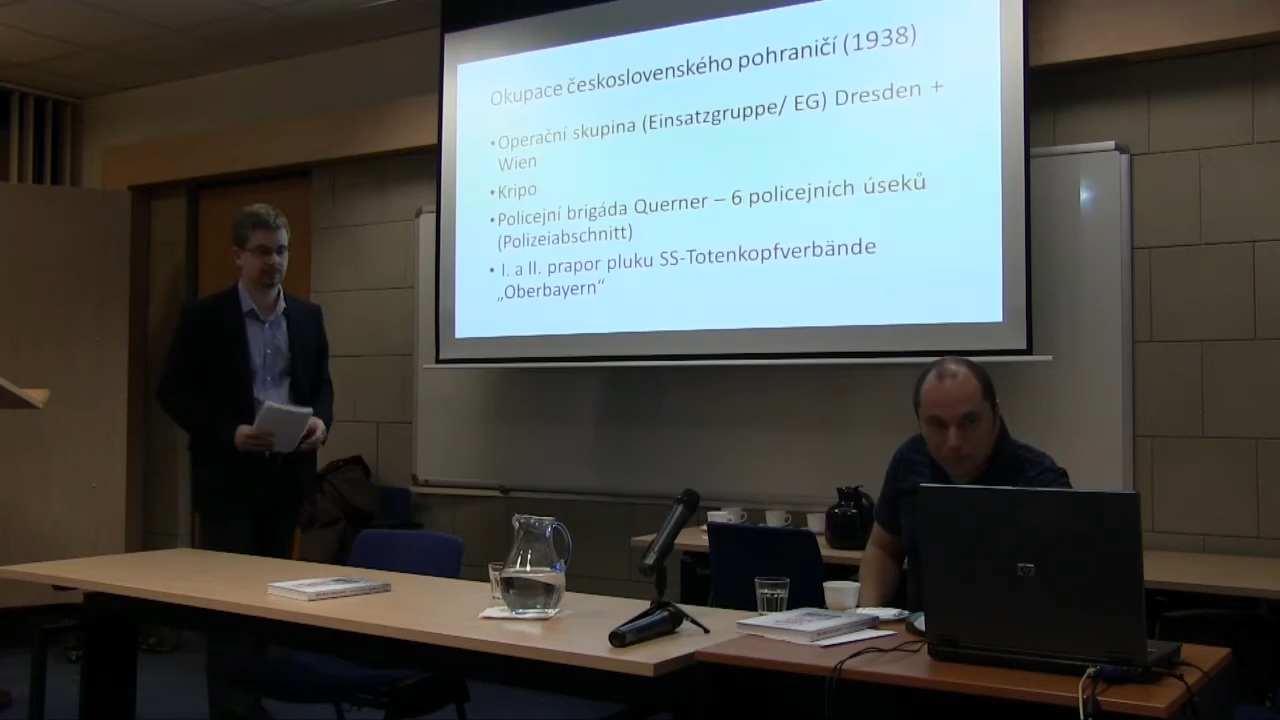 Okupace československého pohraničí (1938)
•Operační skupina (Einsatzgruppe/ EG) Dresden +
Wien
•Kripo
•Policejní brigáda Querner – 6 policejních úseků
(Polizeiabschnitt)
• I. a II. prapor pluku SS-Totenkopfverbände
„Oberbayern“
hp